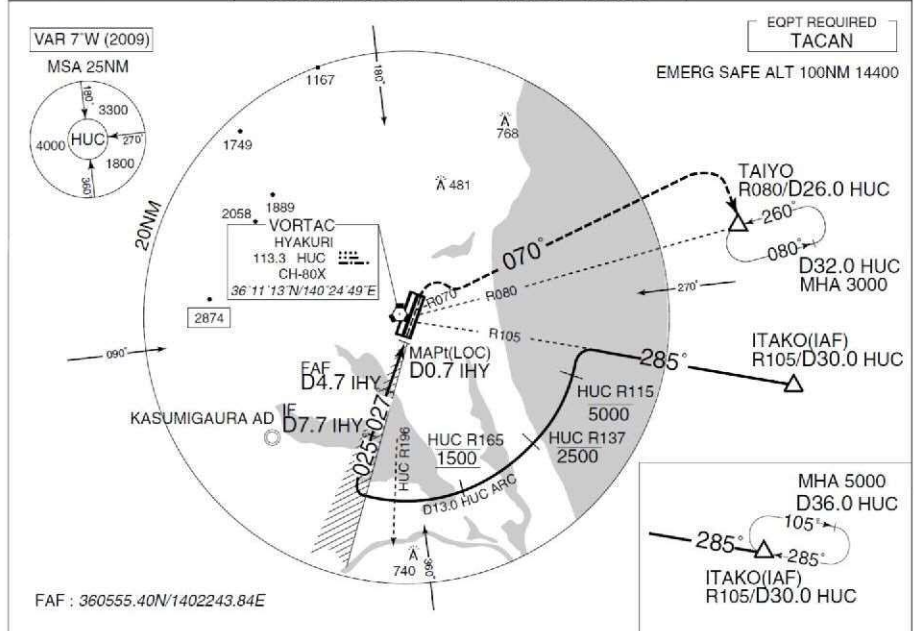 VAR 7°W (2009)
MSA 25NM
180°
3300
HUC
270°
4000
1800
360°
1167
180°
1749
768
481
1889
2058
20NM
VORTAC
HYAKURI
113.3 HUC
CH-80X
36°11'13"N/140°24'49"E
2874
090°
EQPT REQUIRED
TACAN
EMERG SAFE ALT 100NM 14400
TAIYO
R080/D26.0 HUC
260°
080°
D32.0 HUC
MHA 3000
070°
R070
R080
270°
R105
ITAKO(IAF)
R105/D30.0 HUC
285°
MAPt(LOC)
D0.7 IHY
FAF
D4.7 IHY
KASUMIGAURA AD
IF
D7.7 IHY
025°
027°
HUC R196
HUC R115
5000
HUC R165
1500
HUC R137
2500
D13.0 HUC ARC
740
360°
MHA 5000
D36.0 HUC
105°
285°
285°
ITAKO(IAF)
R105/D30.0 HUC
FAF : 360555.40N/1402243.84E